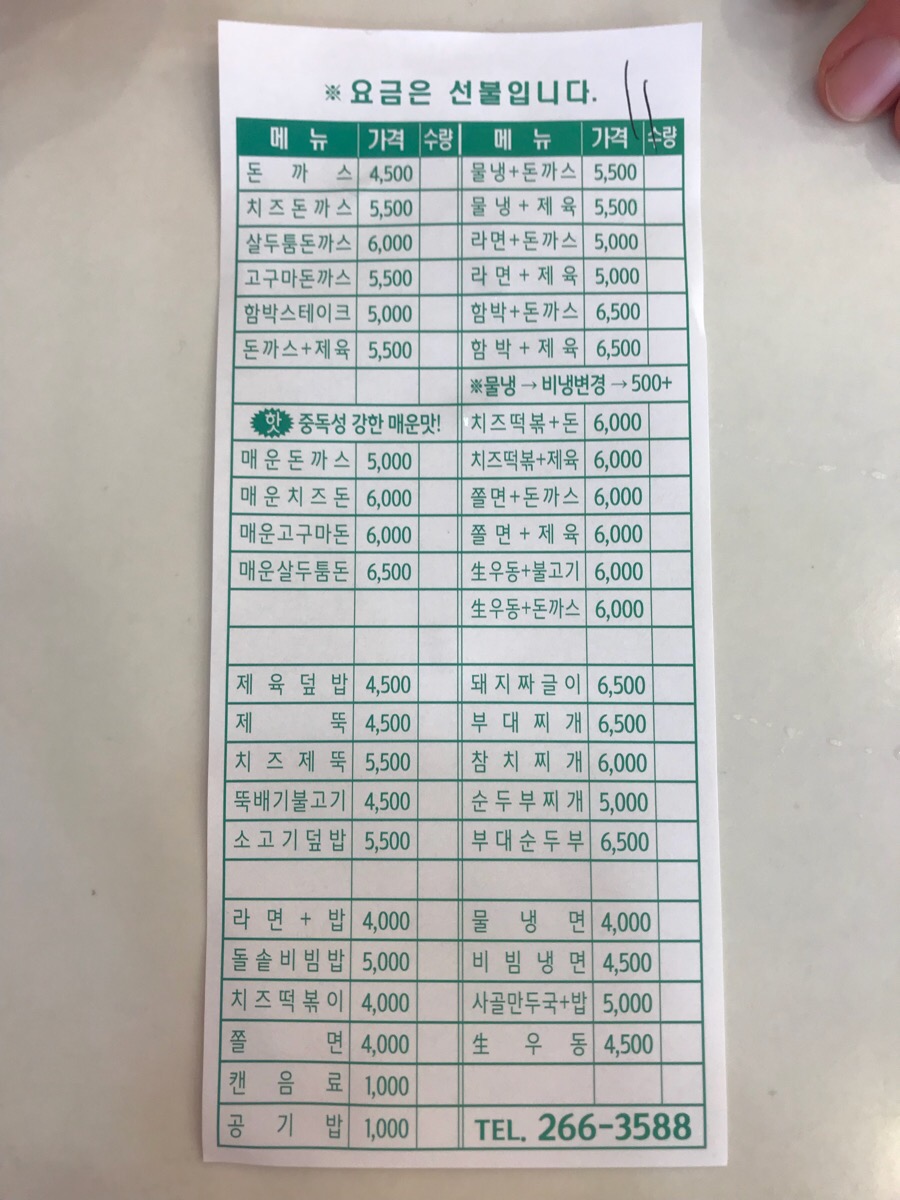 ※요금은 선불입니다.
메 뉴 가격 수량 메 뉴 가격 수량
돈 까 스 4,500 물냉+돈까스 5,500
치즈돈까스 5,500 물냉+제육 5,500
살두툼돈까스 6,000 라면+돈까스 5,000
고구마돈까스 5,500 라면+제육 5,000
함박스테이크 5,000 함박+돈까스 6,500
돈까스+제육 5,500 함박+제육 6,500
※물냉→비냉변경→500+
핫 중독성 강한 매운맛! 치즈떡볶+돈 6,000
매운돈까스 5,000 치즈떡볶+제육 6,000
매운치즈돈 6,000 쫄면+돈까스 6,000
매운고구마돈 6,000 쫄면+제육 6,000
매운살두툼돈 6,500 生우동+불고기 6,000
生우동+돈까스 6,000
제육덮밥 4,500 돼지짜글이 6,500
제 뚝 4,500 부대찌개 6,500
치즈제뚝 5,500 참치찌개 6,000
뚝배기불고기 4,500 순두부찌개 5,000
소고기덮밥 5,500 부대순두부 6,500
라면+밥 4,000 물냉면 4,000
돌솥비빔밥 5,000 비빔냉면 4,500
치즈떡볶이 4,000 사골만두국+밥 5,000
쫄 면 4,000 生우동 4,500
캔음료 1,000
공기밥 1,000 TEL. 266-3588